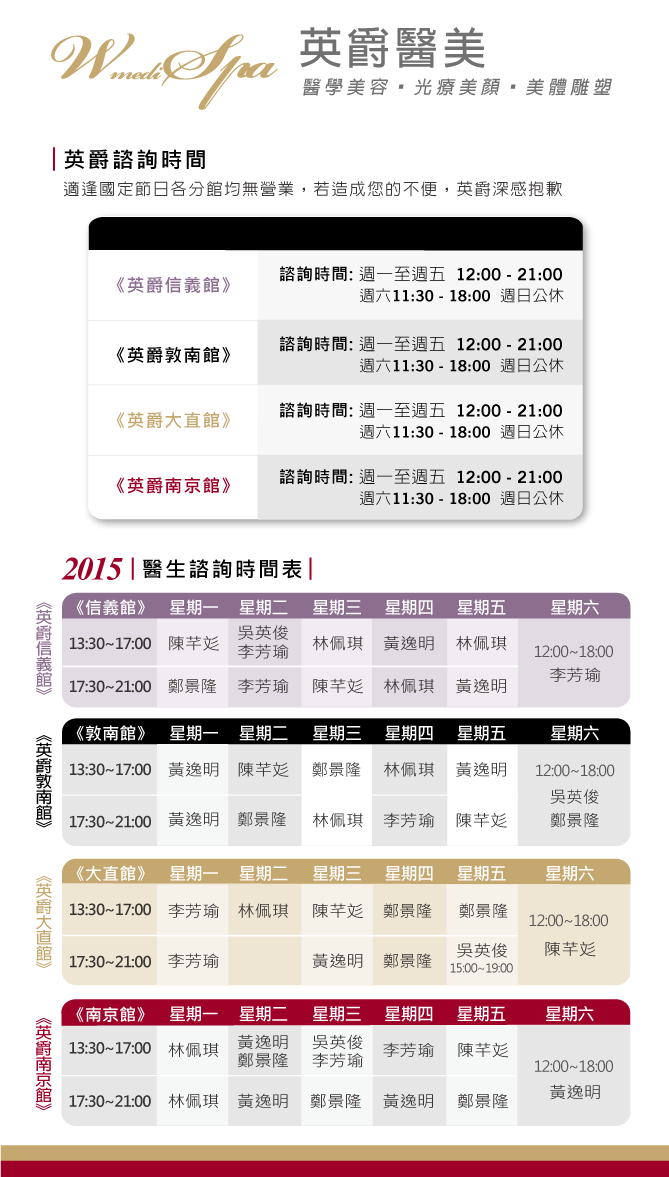 Wmedi Spa 英爵醫美
醫學美容▪光療美顏▪美體雕塑
英爵諮詢時間
適逢國定節日各分館均無營業，若造成您的不便，英爵深感抱歉
《英爵信義館》 諮詢時間: 週一至週五 12:00 - 21:00
週六11:30 - 18:00 週日公休
《英爵敦南館》 諮詢時間: 週一至週五 12:00 - 21:00
週六11:30 - 18:00 週日公休
《英爵大直館》 諮詢時間: 週一至週五 12:00 - 21:00
週六11:30 - 18:00 週日公休
《英爵南京館》 諮詢時間: 週一至週五 12:00 - 21:00
週六11:30 - 18:00 週日公休
2015 | 醫生諮詢時間表 |
《英爵信義館》
《信義館》 星期一 星期二 星期三 星期四 星期五 星期六
13:30~17:00 陳芊彣 吳英俊 李芳瑜 林佩琪 黃逸明 林佩琪
12:00~18:00 李芳瑜
17:30~21:00 鄭景隆 李芳瑜 陳芊彣 林佩琪 黃逸明
《英爵敦南館》
《敦南館》 星期一 星期二 星期三 星期四 星期五 星期六
13:30~17:00 黃逸明 陳芊彣 鄭景隆 林佩琪 黃逸明
12:00~18:00 吳英俊 鄭景隆
17:30~21:00 黃逸明 鄭景隆 林佩琪 李芳瑜 陳芊彣
《英爵大直館》
《大直館》 星期一 星期二 星期三 星期四 星期五 星期六
13:30~17:00 李芳瑜 林佩琪 陳芊彣 鄭景隆 鄭景隆
12:00~18:00 陳芊彣
17:30~21:00 李芳瑜 黃逸明 鄭景隆 吳英俊 15:00~19:00
《英爵南京館》
《南京館》 星期一 星期二 星期三 星期四 星期五 星期六
13:30~17:00 林佩琪 黃逸明 鄭景隆 吳英俊 李芳瑜 李芳瑜 陳芊彣
12:00~18:00 黃逸明
17:30~21:00 林佩琪 黃逸明 鄭景隆 黃逸明 鄭景隆